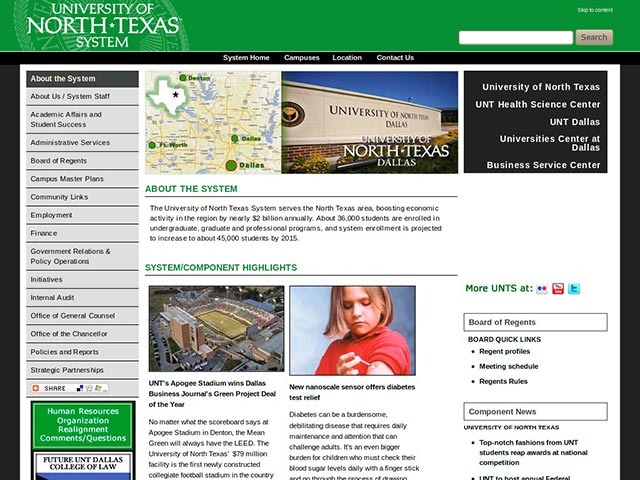 UNIVERSITY OF
NORTH·TEXAS
SYSTEM
Skip to content
Search
System Home
Campuses
Location
Contact Us
About the System
About Us / System Staff
Academic Affairs and
Student Success
Administrative Services
Board of Regents
Campus Master Plans
Community Links
Employment
Finance
Government Relations &
Policy Operations
Initiatives
Internal Audit
Office of General Counsel
Office of the Chancellor
Policies and Reports
Strategic Partnerships
SHARE
Human Resources
Organization
Realignment
Comments/Questions
FUTURE UNT DALLAS
COLLEGE OF LAW
Denton
Ft. Worth
Dallas
Dallas
UNIVERSITY OF NORTH TEXAS
DALLAS
UNIVERSITY OF
NORTH·TEXAS
DALLAS
ABOUT THE SYSTEM
The University of North Texas System serves the North Texas area, boosting economic
activity in the region by nearly $2 billion annually. About 36,000 students are enrolled in
undergraduate, graduate and professional programs, and system enrollment is projected
to increase to about 45,000 students by 2015.
SYSTEM/COMPONENT HIGHLIGHTS
UNT's Apogee Stadium wins Dallas
Business Journal's Green Project Deal
of the Year
No matter what the scoreboard says at
Apogee Stadium in Denton, the Mean
Green will always have the LEED. The
University of North Texas' $79 million
facility is the first newly constructed
collegiate football stadium in the country
New nanoscale sensor offers diabetes
test relief
Diabetes can be a burdensome,
debilitating disease that requires daily
maintenance and attention that can
challenge adults. It's an even bigger
burden for children who must check their
blood sugar levels daily with a finger stick
and go through the process of drawing
University of North Texas
UNT Health Science Center
UNT Dallas
Universities Center at
Dallas
Business Service Center
More UNTS at:
Board of Regents
BOARD QUICK LINKS
Regent profiles
Meeting schedule
Regents Rules
Component News
UNIVERSITY OF NORTH TEXAS
Top-notch fashions from UNT
students reap awards at national
competition
UNT to host annual Federal